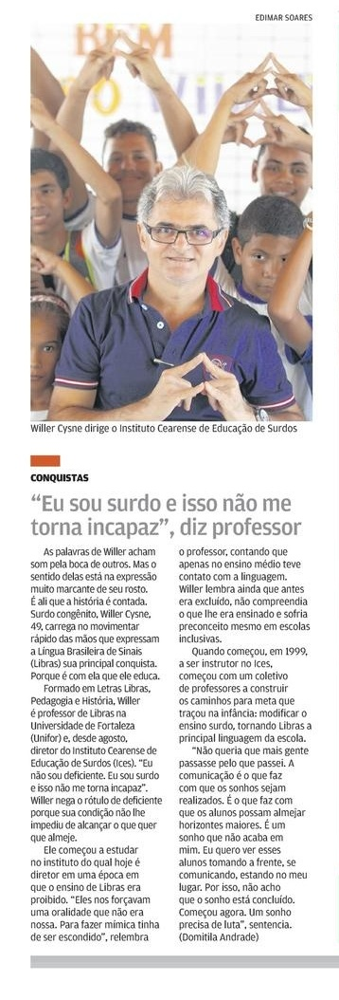 EDIMAR SOARES
BEM
Willer Cysne dirige o Instituto Cearense de Educação de Surdos
CONQUISTAS
“Eu sou surdo e isso não me
torna incapaz”, diz professor
As palavras de Willer acham
som pela boca de outros. Mas o
sentido delas está na expressão
muito marcante de seu rosto.
É ali que a história é contada.
Surdo congênito, Willer Cysne,
49, carrega no movimentar
rápido das mãos que expressam
a Língua Brasileira de Sinais
(Libras) sua principal conquista.
Porque é com ela que ele educa.
Formado em Letras Libras,
Pedagogia e História, Willer
é professor de Libras na
Universidade de Fortaleza
(Unifor) e, desde agosto,
diretor do Instituto Cearense de
Educação de Surdos (Ices). “Eu
não sou deficiente. Eu sou surdo
e isso não me torna incapaz”.
Willer nega o rótulo de deficiente
porque sua condição não lhe
impediu de alcançar o que quer
que almeje.
Ele começou a estudar
no instituto do qual hoje é
diretor em uma época em
que o ensino de Libras era
proibido. “Eles nos forçavam
uma oralidade que não era
nossa. Para fazer mímica tinha
de ser escondido”, relembra
o professor, contando que
apenas no ensino médio teve
contato com a linguagem.
Willer lembra ainda que antes
era excluído, não compreendia
o que lhe era ensinado e sofria
preconceito mesmo em escolas
inclusivas.
Quando começou, em 1999,
a ser instrutor no Ices,
começou com um coletivo
de professores a construir
os caminhos para meta que
traçou na infância: modificar o
ensino surdo, tornando Libras a
principal linguagem da escola.
“Não queria que mais gente
passasse pelo que passei. A
comunicação é o que faz
com que os sonhos sejam
realizados. É o que faz com
que os alunos possam almejar
horizontes maiores. É um
sonho que não acaba em
mim. Eu quero ver esses
alunos tomando a frente, se
comunicando, estando no meu
lugar. Por isso, não acho
que o sonho está concluído.
Começou agora. Um sonho
precisa de luta”, sentencia.
(Domitila Andrade)